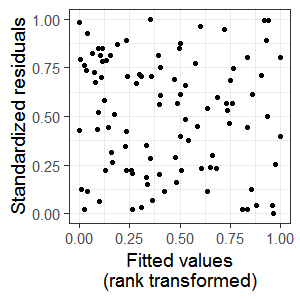 1.00
0.75
0.50
0.25
0.00
Standardized residuals
0.00 0.25 0.50 0.75 1.00
Fitted values
(rank transformed)